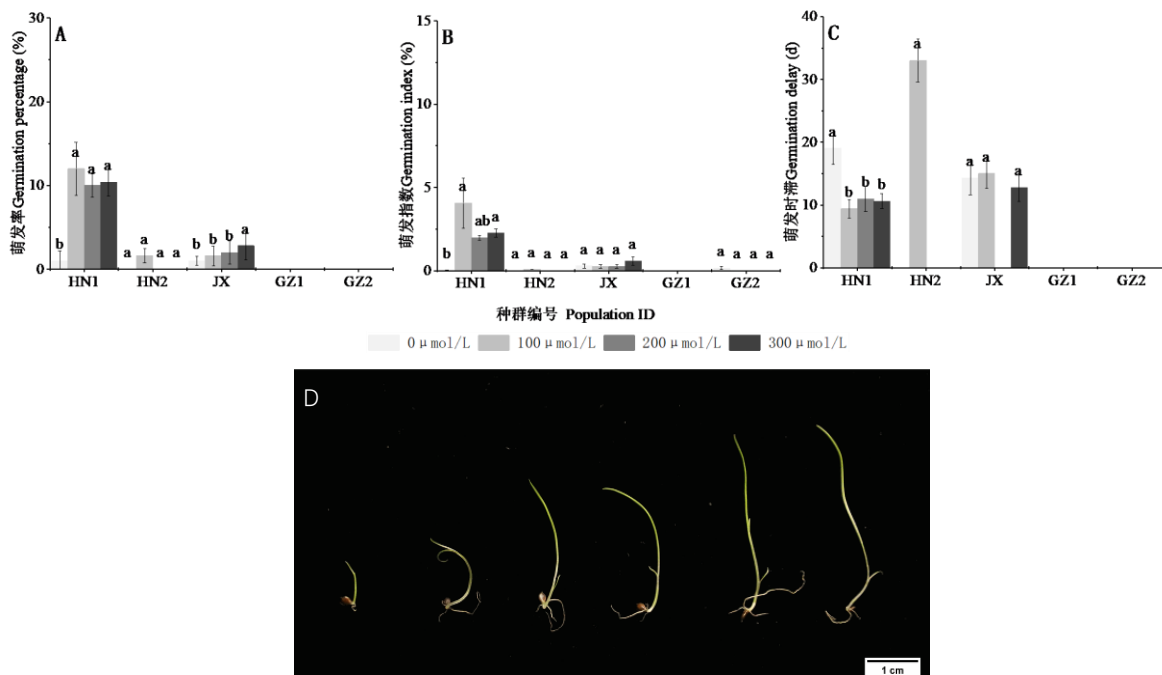 A
萌发率Germination percentage (%)
30
20
10
0
b a a a
a a a a
b b b a
HN1 HN2 JX GZ1 GZ2
B
萌发指数Germination index (%)
15
10
5
0
b a ab a
a a a a
a a a a
a a a a
HN1 HN2 JX GZ1 GZ2
C
萌发时滞Germination delay (d)
40
30
20
10
0
a b b b
a
a a a
HN1 HN2 JX GZ1 GZ2
种群编号 Population ID
0 μmol/L 100 μmol/L 200 μmol/L 300 μmol/L
D
1 cm